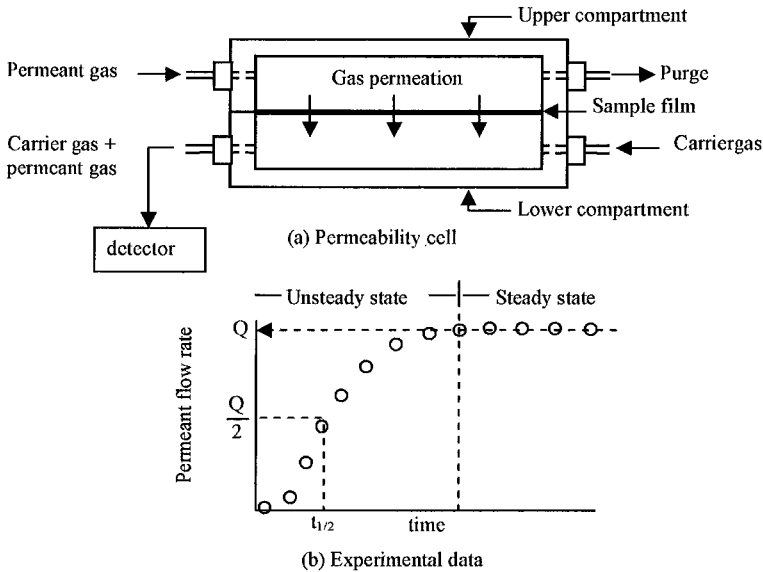 Upper compartment
Permeant gas
Gas permeation
Purge
Sample film
Carrier gas +
permeant gas
Carriergas
Lower compartment
detector
(a) Permeability cell
Unsteady state
Steady state
Q
Permeant flow rate
Q
2
t1/2
time
(b) Experimental data